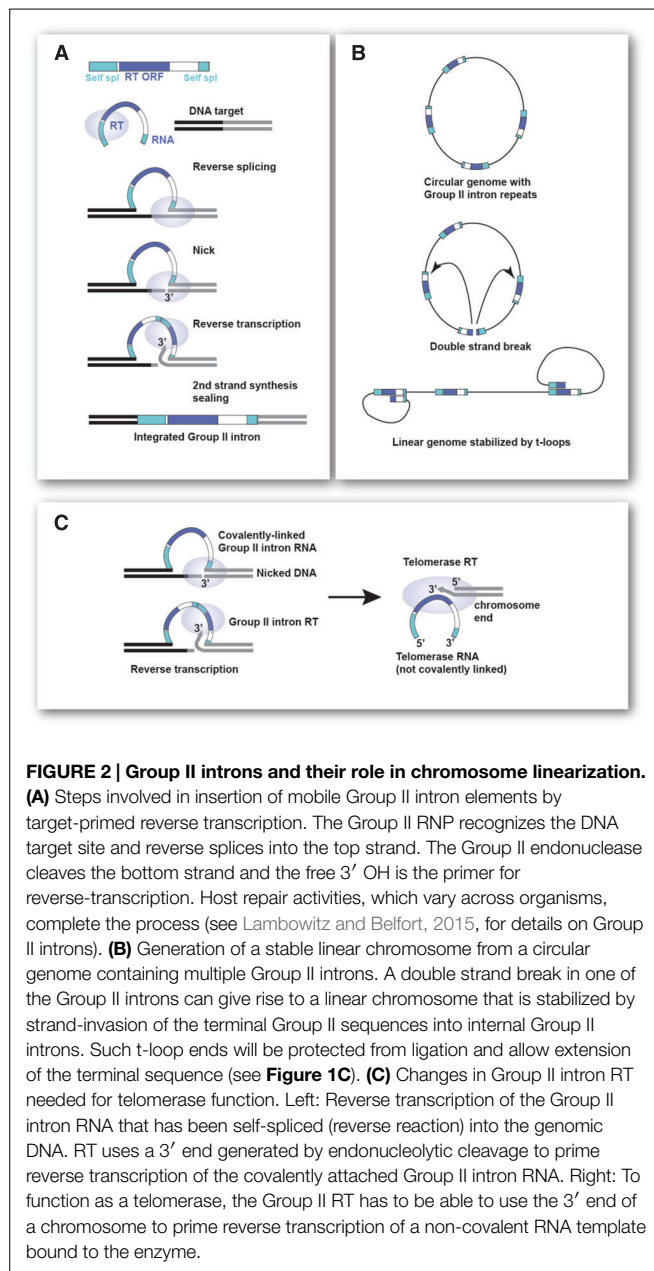 A
Self spl RT ORF Self spl
RT
RNA
DNA target
Reverse splicing
Nick
3′
Reverse transcription
3′
2nd strand synthesis
sealing
Integrated Group II intron
B
Circular genome with
Group II intron repeats
Double strand break
Linear genome stabilized by t-loops
C
Covalently-linked
Group II intron RNA
Nicked DNA
3′
Group II intron RT
3′
Reverse transcription
Telomerase RT
5′
3′
chromosome
end
5′ 3′
Telomerase RNA
(not covalently linked)
FIGURE 2 | Group II introns and their role in chromosome linearization.
(A) Steps involved in insertion of mobile Group II intron elements by
target-primed reverse transcription. The Group II RNP recognizes the DNA
target site and reverse splices into the top strand. The Group II endonuclease
cleaves the bottom strand and the free 3′ OH is the primer for
reverse-transcription. Host repair activities, which vary across organisms,
complete the process (see Lambowitz and Belfort, 2015, for details on Group
II introns). (B) Generation of a stable linear chromosome from a circular
genome containing multiple Group II introns. A double strand break in one of
the Group II introns can give rise to a linear chromosome that is stabilized by
strand-invasion of the terminal Group II sequences into internal Group II
introns. Such t-loop ends will be protected from ligation and allow extension
of the terminal sequence (see Figure 1C). (C) Changes in Group II intron RT
needed for telomerase function. Left: Reverse transcription of the Group II
intron RNA that has been self-spliced (reverse reaction) into the genomic
DNA. RT uses a 3′ end generated by endonucleolytic cleavage to prime
reverse transcription of the covalently attached Group II intron RNA. Right: To
function as a telomerase, the Group II RT has to be able to use the 3′ end of
a chromosome to prime reverse transcription of a non-covalent RNA template
bound to the enzyme.